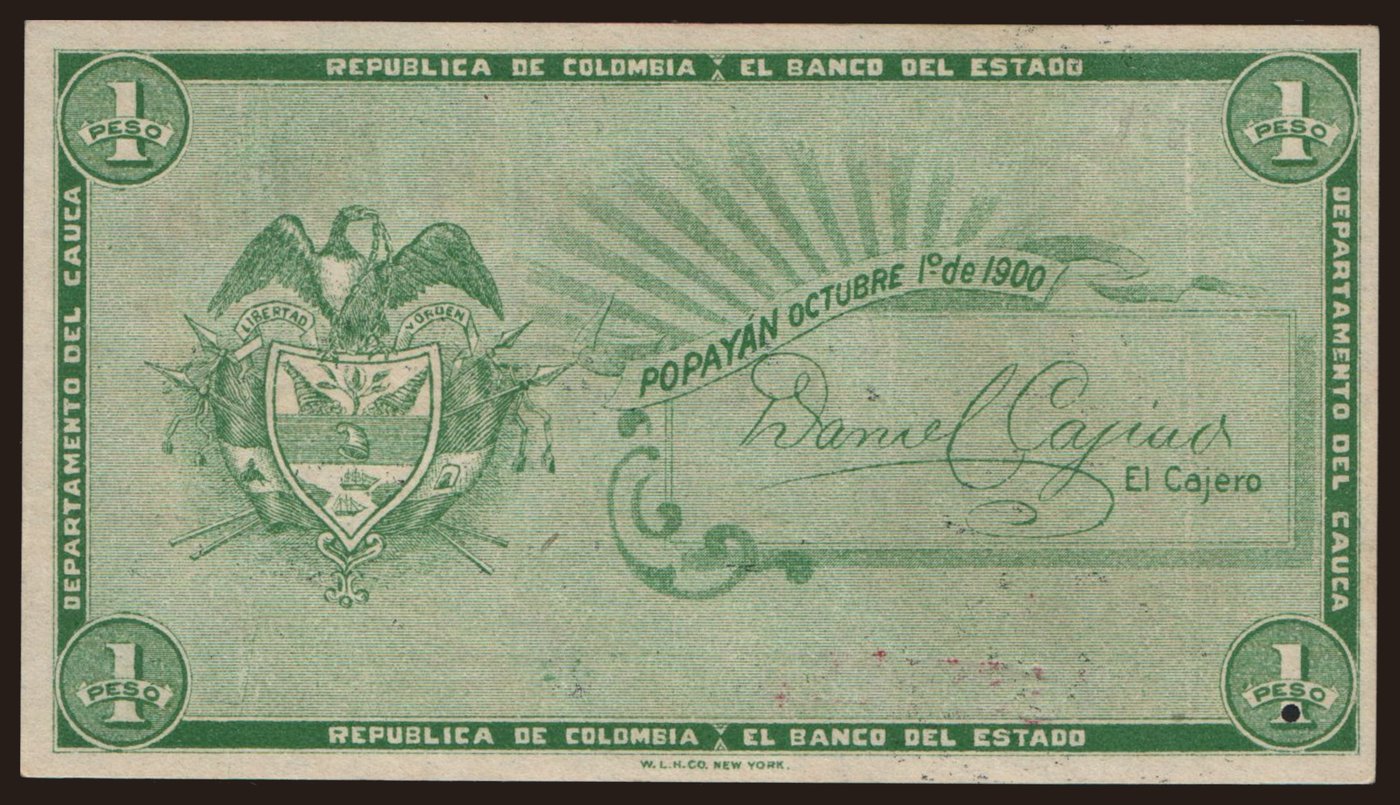 REPUBLICA DE COLOMBIA EL BANCO DEL ESTADO
1 PESO
1 PESO
DEPARTAMENTO DEL CAUCA
DEPARTAMENTO DEL CAUCA
LIBERTAD Y ORDEN
POPAYÁN OCTUBRE 1º de 1900
Daniel
El Cajero
1 PESO
1 PESO
REPUBLICA DE COLOMBIA EL BANCO DEL ESTADO
W. L. H. CO. NEW YORK.